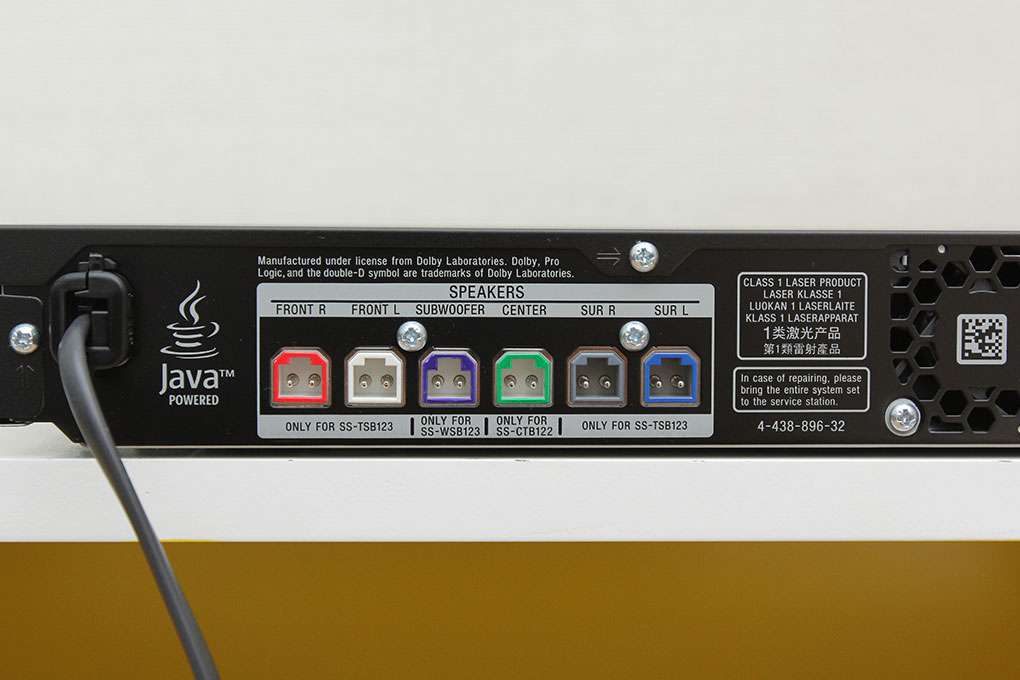 Manufactured under license from Dolby Laboratories. Dolby, Pro
Logic, and the double-D symbol are trademarks of Dolby Laboratories.
Java™
POWERED
SPEAKERS
FRONT R FRONT L SUBWOOFER CENTER SUR R SUR L
ONLY FOR SS-TSB123
ONLY FOR
SS-WSB123
ONLY FOR
SS-CTB122
ONLY FOR SS-TSB123
CLASS 1 LASER PRODUCT
LASER KLASSE 1
LUOKAN 1 LASERLAITE
KLASS 1 LASERAPPARAT
1类激光产品
第1類雷射產品
In case of repairing, please
bring the entire system set
to the service station.
4-438-896-32